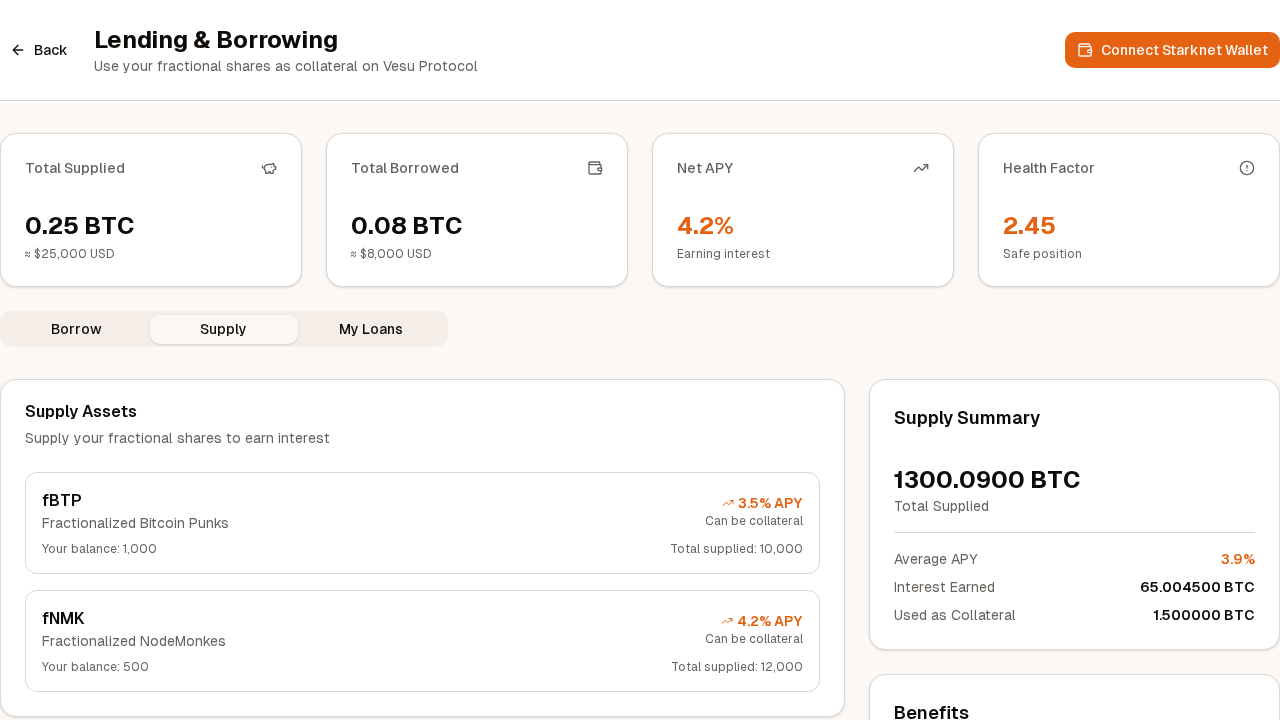 Back
Lending & Borrowing
Use your fractional shares as collateral on Vesu Protocol
Connect Starknet Wallet
Total Supplied
0.25 BTC
≈ $25,000 USD
Total Borrowed
0.08 BTC
≈ $8,000 USD
Net APY
4.2%
Earning interest
Health Factor
2.45
Safe position
Borrow
Supply
My Loans
Supply Assets
Supply your fractional shares to earn interest
fBTP
Fractionalized Bitcoin Punks
Your balance: 1,000
3.5% APY
Can be collateral
Total supplied: 10,000
fNMK
Fractionalized NodeMonkes
Your balance: 500
4.2% APY
Can be collateral
Total supplied: 12,000
Supply Summary
1300.0900 BTC
Total Supplied
Average APY 3.9%
Interest Earned 65.004500 BTC
Used as Collateral 1.500000 BTC
Benefits